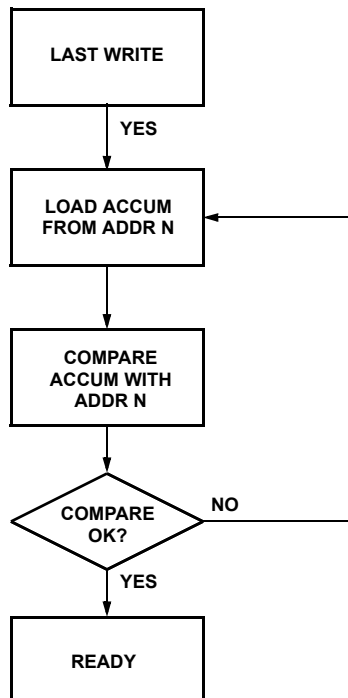 LAST WRITE
YES
LOAD ACCUM
FROM ADDR N
COMPARE
ACCUM WITH
ADDR N
COMPARE
OK?
NO
YES
READY